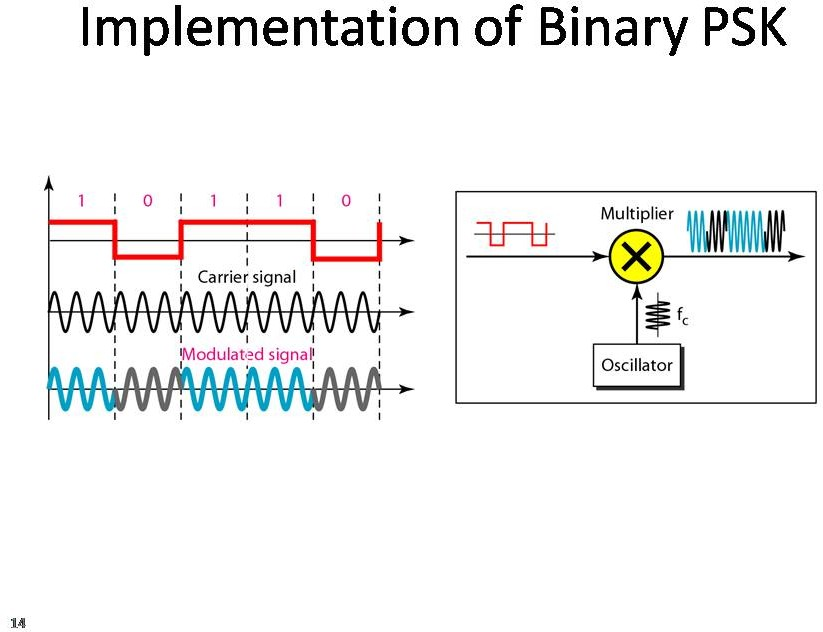 Implementation of Binary PSK
1 0 1 1 0
Carrier signal
Modulated signal
Multiplier
fc
Oscillator
14